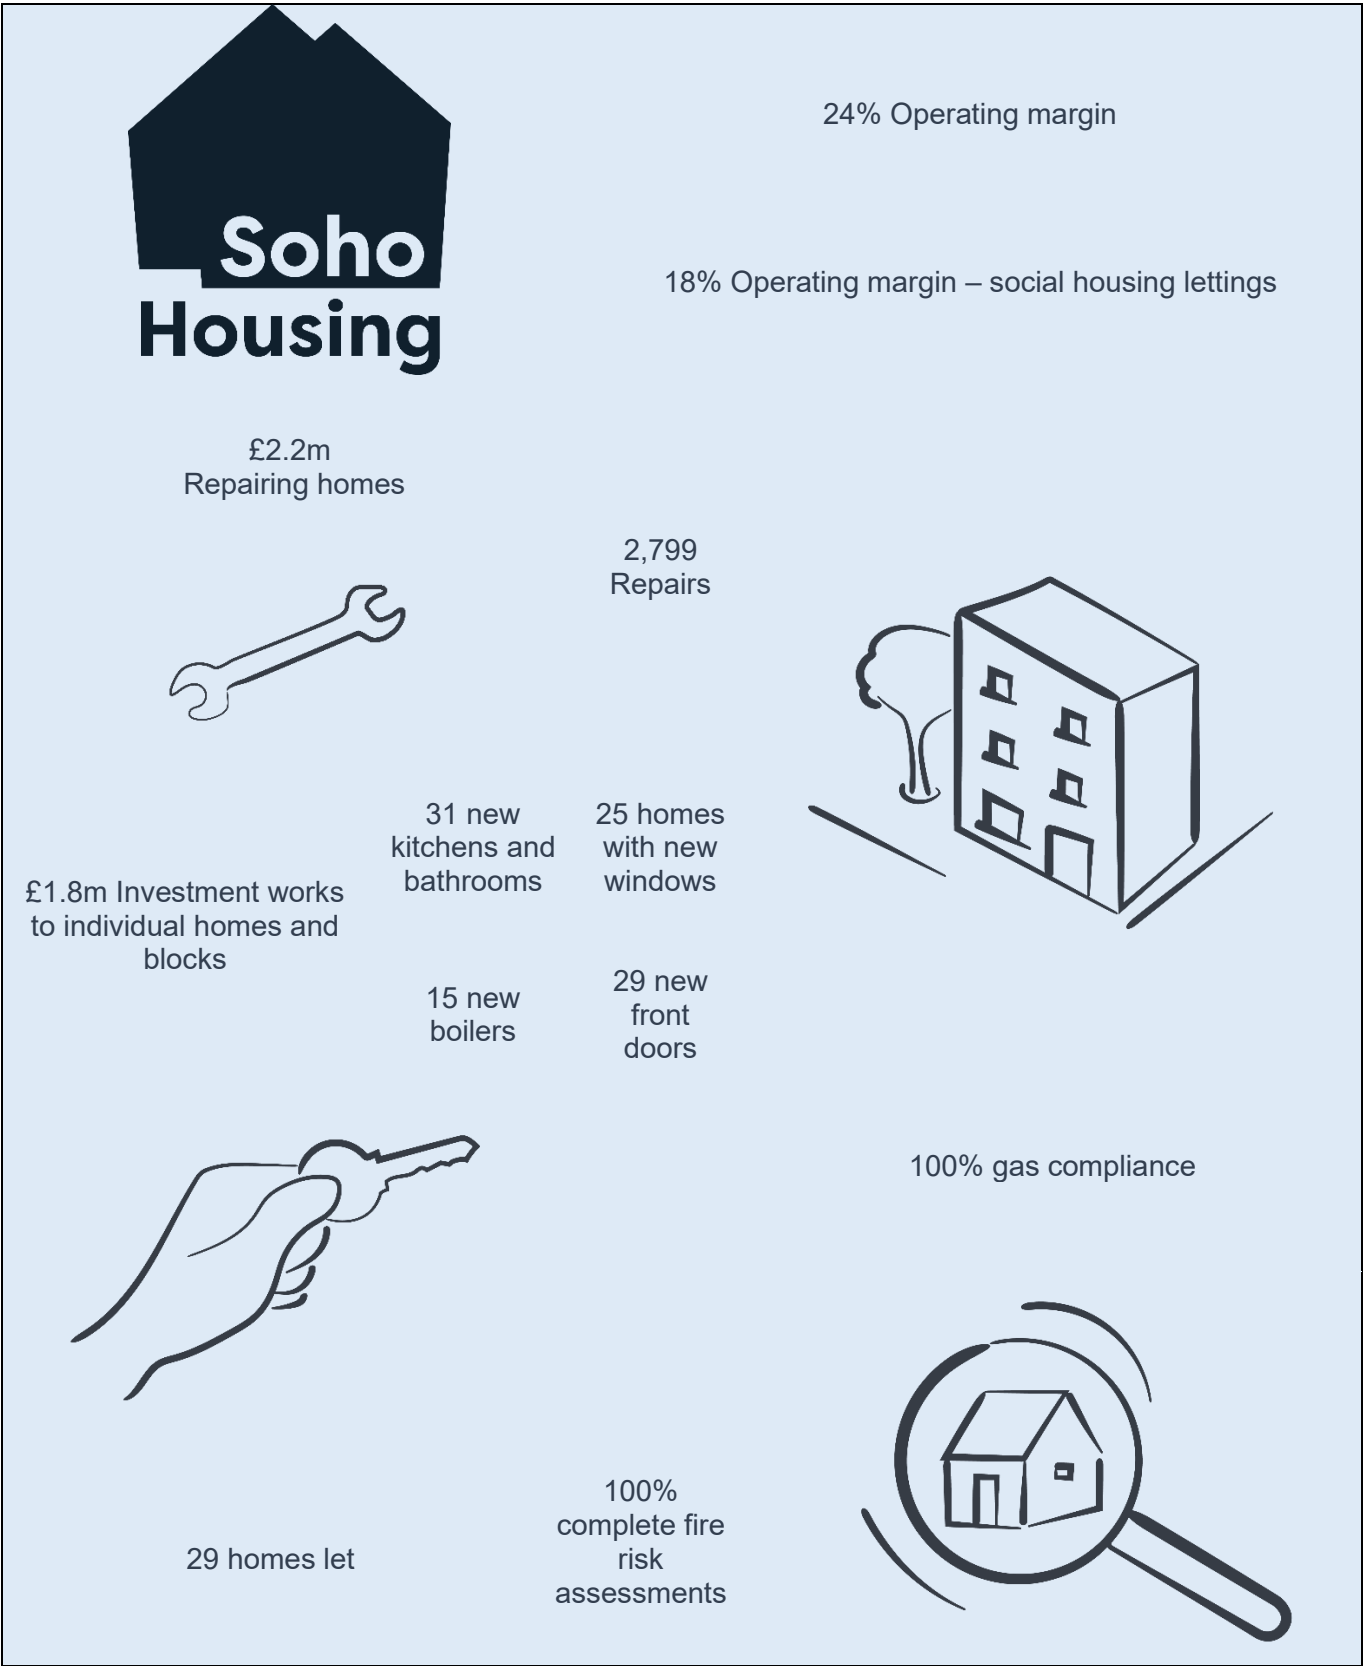 Soho
Housing
24% Operating margin
18% Operating margin – social housing lettings
£2.2m
Repairing homes
2,799
Repairs
31 new
kitchens and
bathrooms
25 homes
with new
windows
£1.8m Investment works
to individual homes and
blocks
15 new
boilers
29 new
front
doors
100% gas compliance
29 homes let
100%
complete fire
risk
assessments